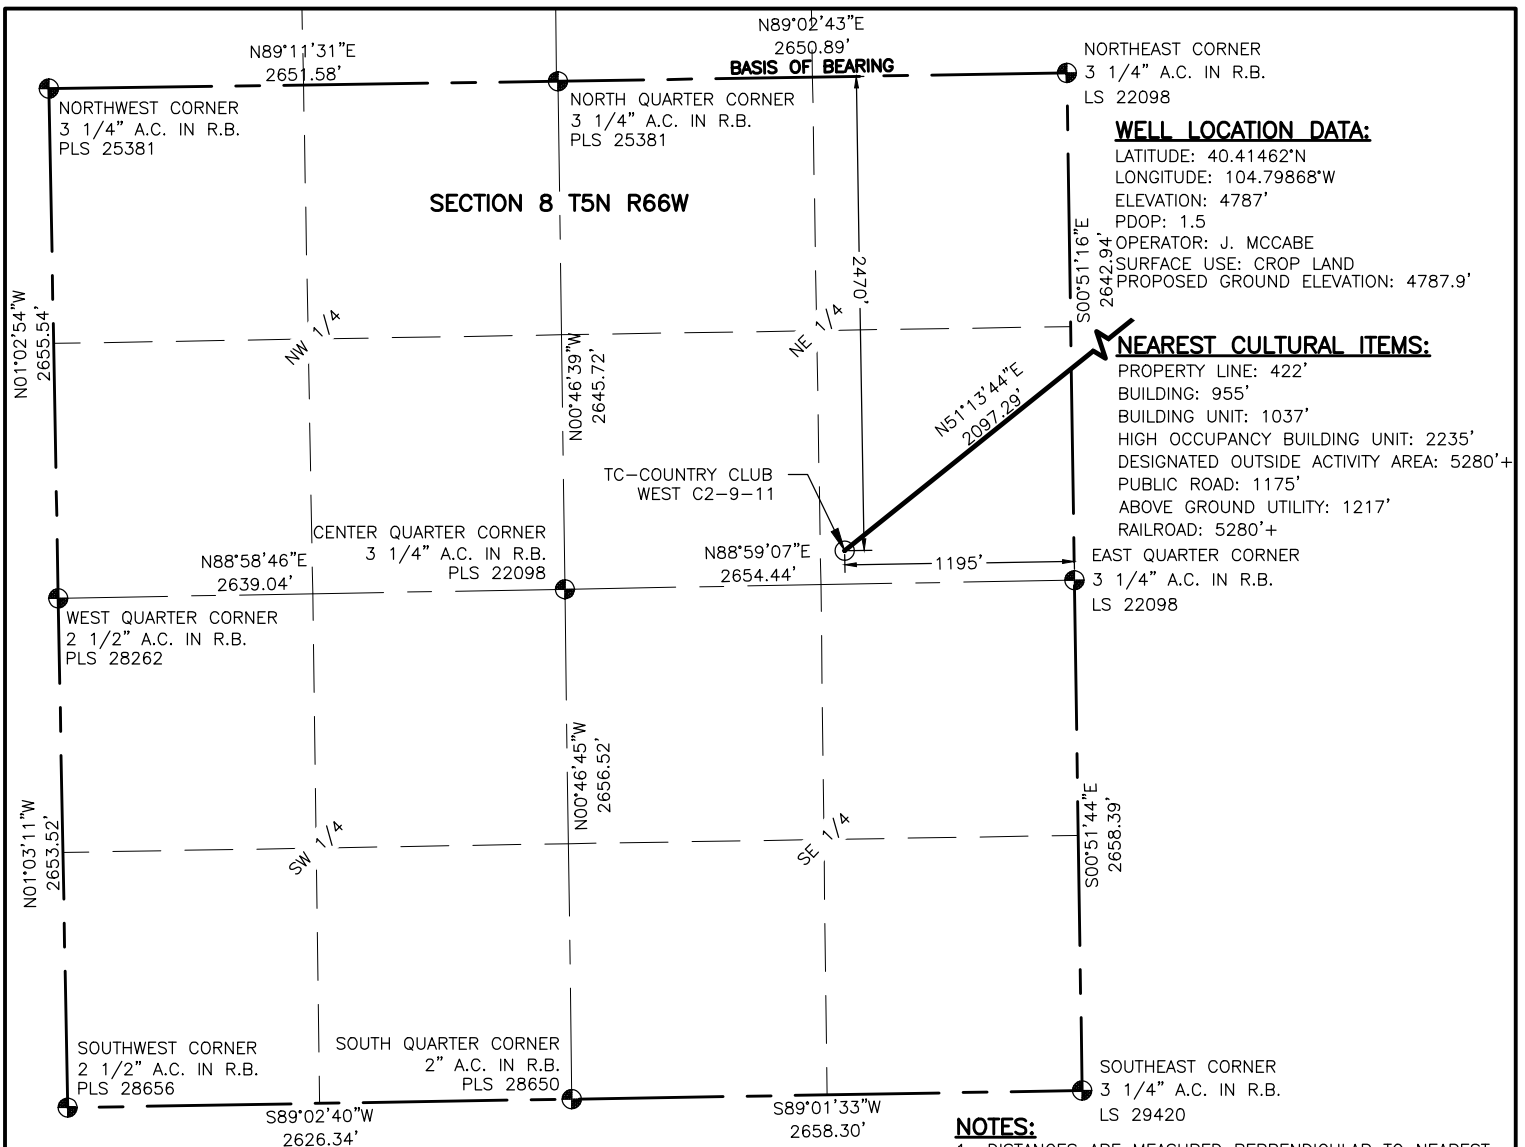 N89°11'31"E
2651.58'
N89°02'43"E
2650.89'
BASIS OF BEARING
NORTHEAST CORNER
3 1/4" A.C. IN R.B.
LS 22098
NORTHWEST CORNER
3 1/4" A.C. IN R.B.
PLS 25381
NORTH QUARTER CORNER
3 1/4" A.C. IN R.B.
PLS 25381
SECTION 8 T5N R66W
WELL LOCATION DATA:
LATITUDE: 40.41462°N
LONGITUDE: 104.79868°W
ELEVATION: 4787'
PDOP: 1.5
OPERATOR: J. MCCABE
SURFACE USE: CROP LAND
PROPOSED GROUND ELEVATION: 4787.9'
S00°51'16"E
2642.94'
2470'
N01°02'54"W
2655.54'
NW 1/4
N00°46'39"W
2645.72'
NE 1/4
NEAREST CULTURAL ITEMS:
PROPERTY LINE: 422'
BUILDING: 955'
BUILDING UNIT: 1037'
HIGH OCCUPANCY BUILDING UNIT: 2235'
DESIGNATED OUTSIDE ACTIVITY AREA: 5280'+
PUBLIC ROAD: 1175'
ABOVE GROUND UTILITY: 1217'
RAILROAD: 5280'+
N51°13'44"E
2097.29'
TC-COUNTRY CLUB
WEST C2-9-11
CENTER QUARTER CORNER
3 1/4" A.C. IN R.B.
PLS 22098
N88°58'46"E
2639.04'
N88°59'07"E
2654.44'
1195'
EAST QUARTER CORNER
3 1/4" A.C. IN R.B.
LS 22098
WEST QUARTER CORNER
2 1/2" A.C. IN R.B.
PLS 28262
N01°03'11"W
2653.52'
SW 1/4
N00°46'45"W
2656.52'
SE 1/4
S00°51'44"E
2658.39'
SOUTHWEST CORNER
2 1/2" A.C. IN R.B.
PLS 28656
SOUTH QUARTER CORNER
2" A.C. IN R.B.
PLS 28650
SOUTHEAST CORNER
3 1/4" A.C. IN R.B.
LS 29420
S89°02'40"W
2626.34'
S89°01'33"W
2658.30'
NOTES:
1. DISTANCES ARE MEASURED PERPENDICULAR TO NEAREST